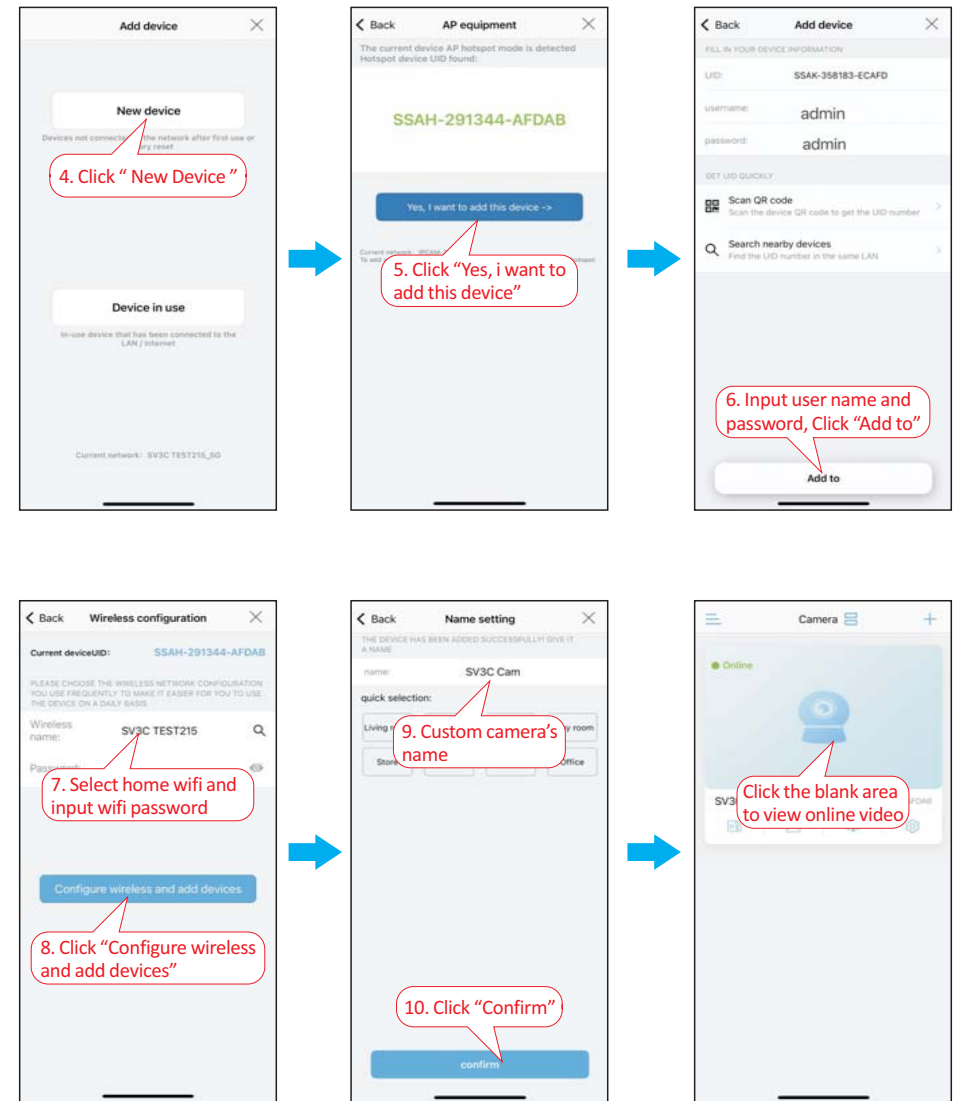 Add device
New device
Devices not connected the network after first use or
ry reset
4. Click “ New Device ”
Device in use
In-use device that has been connected to the
LAN / Internet
Current network: SV3C TEST215_5G
Back AP equipment
The current device AP hotspot mode is detected
Hotspot device UID found:
SSAH-291344-AFDAB
Yes, I want to add this device ->
Current network: IPCAM
To add
5. Click “Yes, i want to
add this device”
Back Add device
FILL IN YOUR DEVICE INFORMATION
UID: SSAK-358183-ECAFD
username: admin
password: admin
GET UID QUICKLY
Scan QR code
Scan the device QR code to get the UID number
Search nearby devices
Find the UID number in the same LAN
6. Input user name and
password, Click “Add to”
Add to
Back Wireless configuration
Current deviceUID: SSAH-291344-AFDAB
PLEASE CHOOSE THE WIRELESS NETWORK CONFIGURATION
YOU USE FREQUENTLY TO MAKE IT EASIER FOR YOU TO USE
THE DEVICE ON A DAILY BASIS
Wireless
name: SV3C TEST215
7. Select home wifi and
input wifi password
Configure wireless and add devices
8. Click “Configure wireless
and add devices”
Back Name setting
THE DEVICE HAS BEEN ADDED SUCCESSFULLY! GIVE IT
A NAME
name: SV3C Cam
quick selection:
Living room
Store Office
9. Custom camera’s
name
10. Click “Confirm”
confirm
Camera
Online
Click the blank area
to view online video
SV3 AFDAB